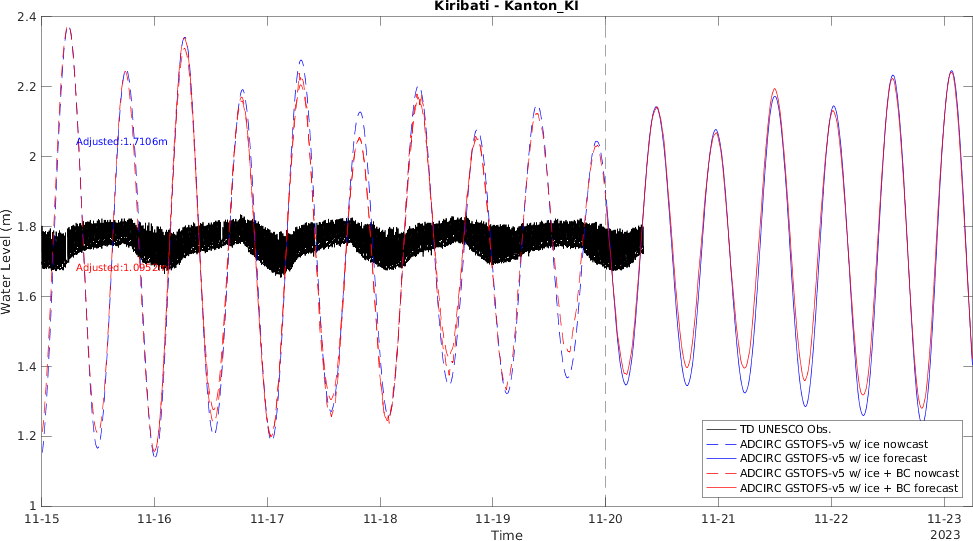 Kiribati - Kanton_KI
2.4
2.2
2
1.8
1.6
1.4
1.2
1
Water Level (m)
Adjusted:1.7106m
Adjusted:1.0952
11-15
11-16
11-17
11-18
11-19
11-20
11-21
11-22
11-23
Time
2023
TD UNESCO Obs.
ADCIRC GSTOFS-v5 w/ ice nowcast
ADCIRC GSTOFS-v5 w/ ice forecast
ADCIRC GSTOFS-v5 w/ ice + BC nowcast
ADCIRC GSTOFS-v5 w/ ice + BC forecast